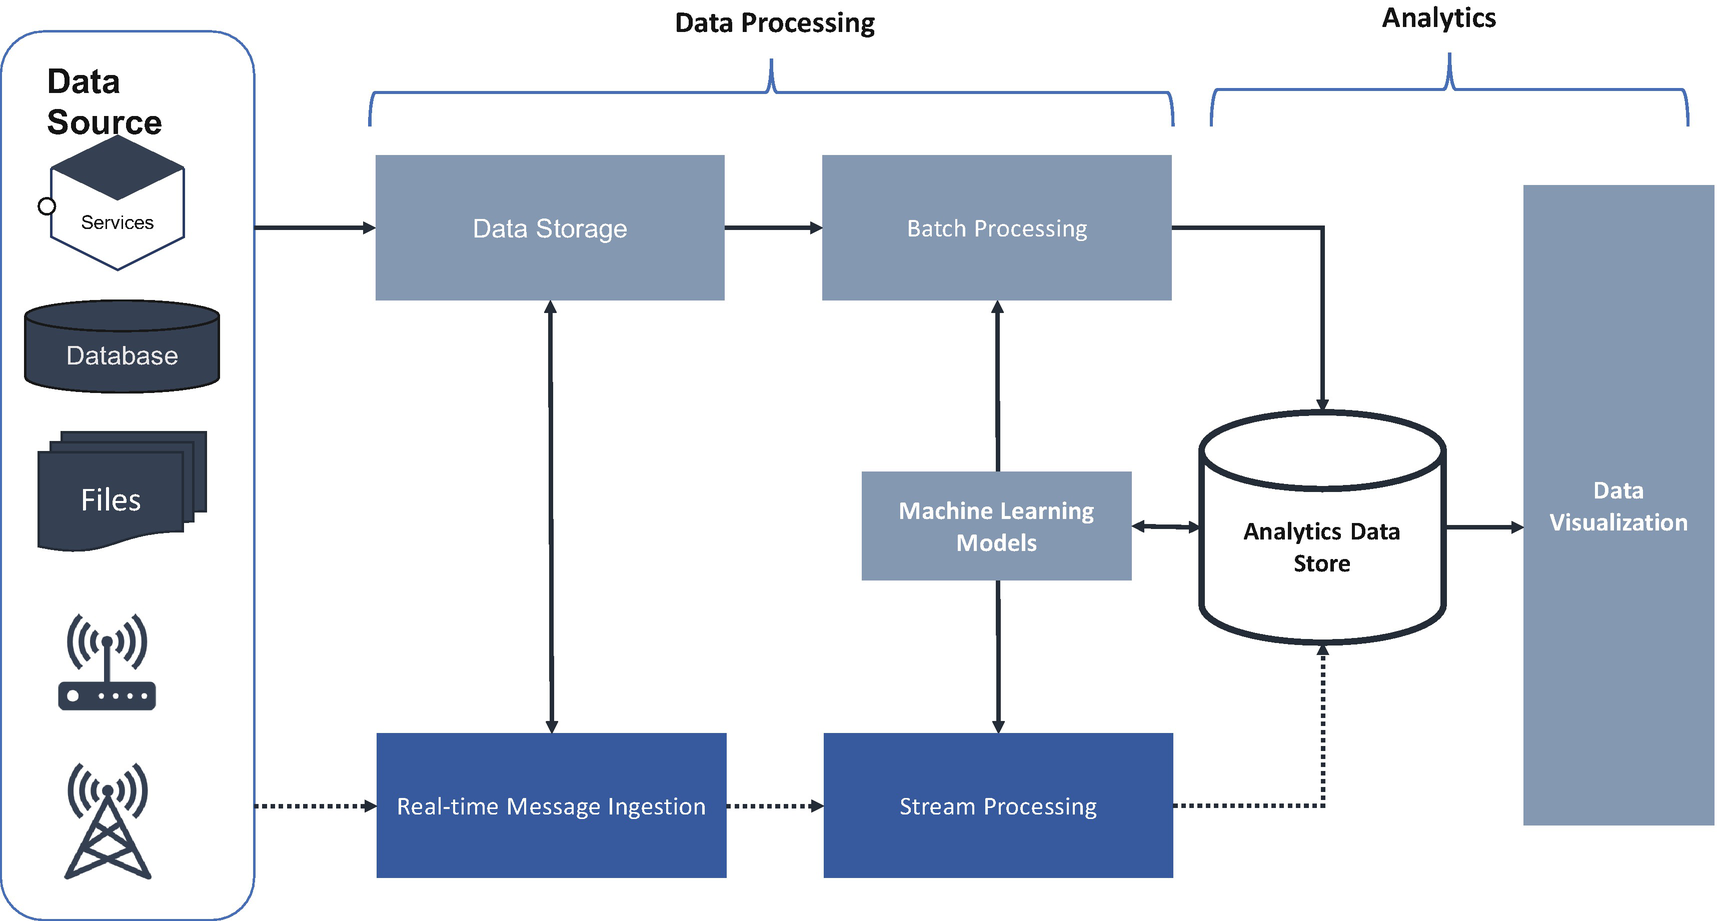 Data Processing
Analytics
Data
Source
Services
Database
Files
Data Storage
Batch Processing
Machine Learning
Models
Analytics Data
Store
Data
Visualization
Real-time Message Ingestion
Stream Processing